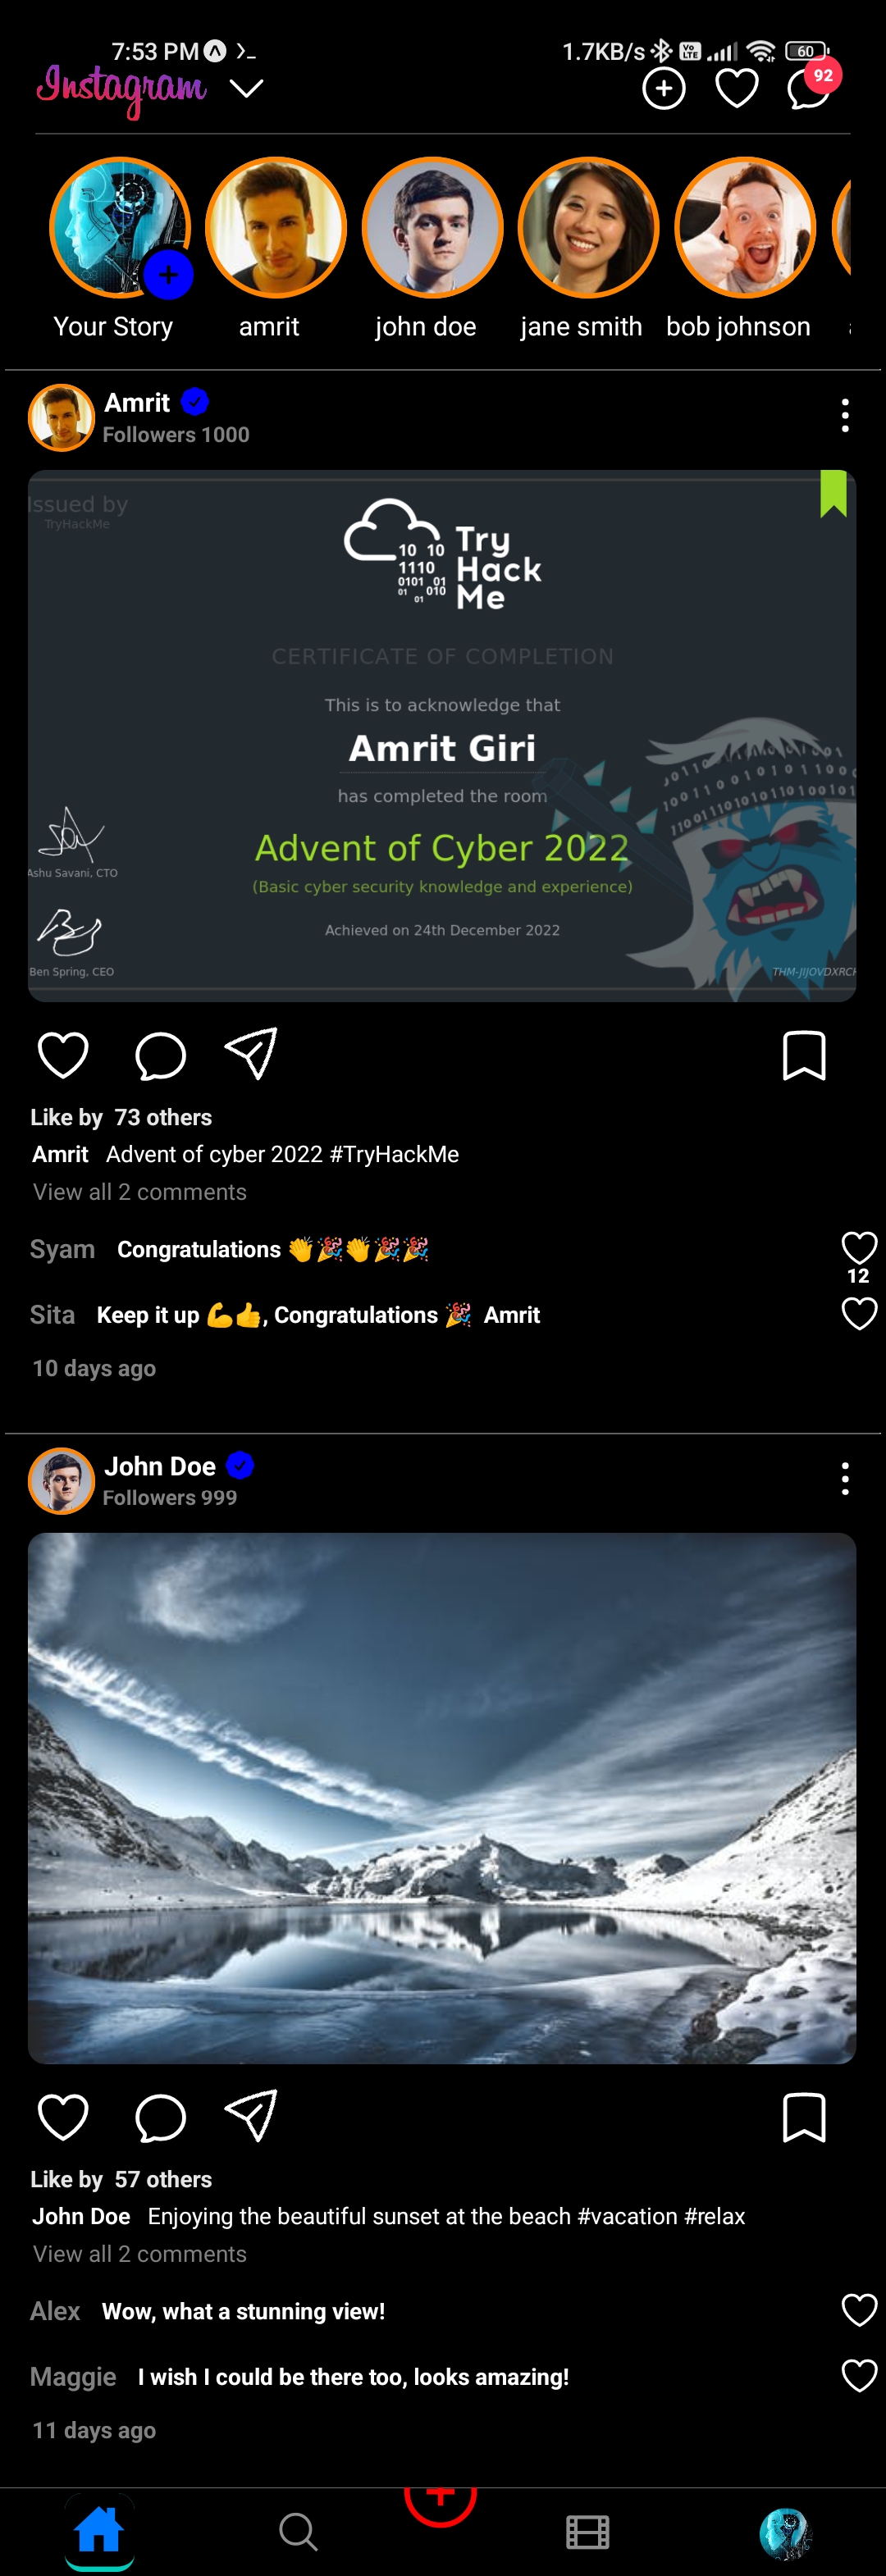 7:53 PM
1.7KB/s
Vo LTE
60
Instagram
92
Your Story
amrit
john doe
jane smith
bob johnson
Amrit
Followers 1000
Issued by
TryHackMe
10 10
1110
0101 01
01 010
01
Try
Hack
Me
CERTIFICATE OF COMPLETION
This is to acknowledge that
Amrit Giri
has completed the room
Advent of Cyber 2022
(Basic cyber security knowledge and experience)
Achieved on 24th December 2022
Ashu Savani, CTO
Ben Spring, CEO
Like by 73 others
Amrit Advent of cyber 2022 #TryHackMe
View all 2 comments
Syam Congratulations 👏🎉👏🎉🎉
12
Sita Keep it up 💪👍, Congratulations 🎉 Amrit
10 days ago
John Doe
Followers 999
Like by 57 others
John Doe Enjoying the beautiful sunset at the beach #vacation #relax
View all 2 comments
Alex Wow, what a stunning view!
Maggie I wish I could be there too, looks amazing!
11 days ago